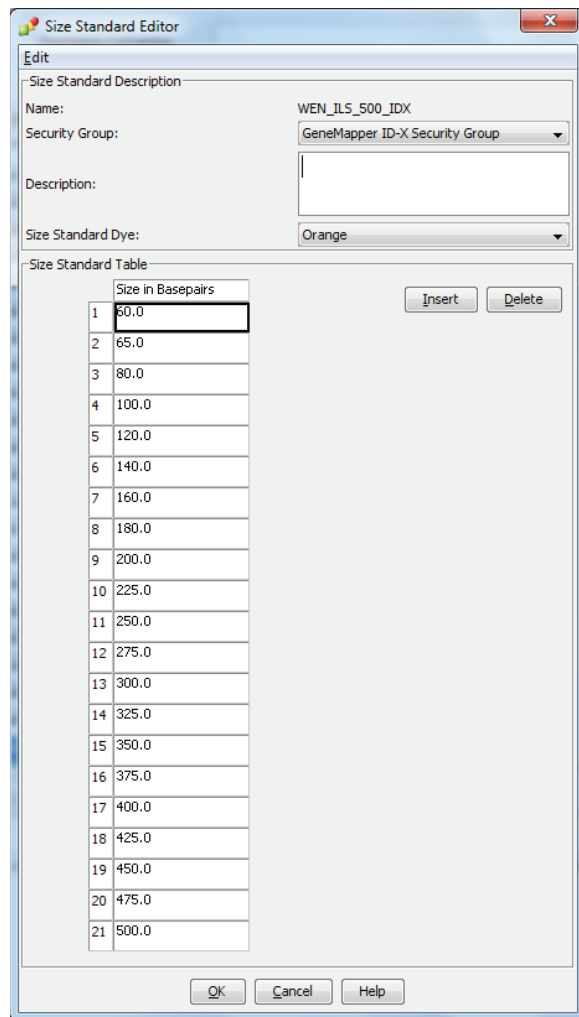 Size Standard Editor
Edit
Size Standard Description
Name: WEN_ILS_500_IDX
Security Group: GeneMapper ID-X Security Group
Description:
Size Standard Dye: Orange
Size Standard Table
Size in Basepairs
Insert Delete
1 60.0
2 65.0
3 80.0
4 100.0
5 120.0
6 140.0
7 160.0
8 180.0
9 200.0
10 225.0
11 250.0
12 275.0
13 300.0
14 325.0
15 350.0
16 375.0
17 400.0
18 425.0
19 450.0
20 475.0
21 500.0
OK Cancel Help